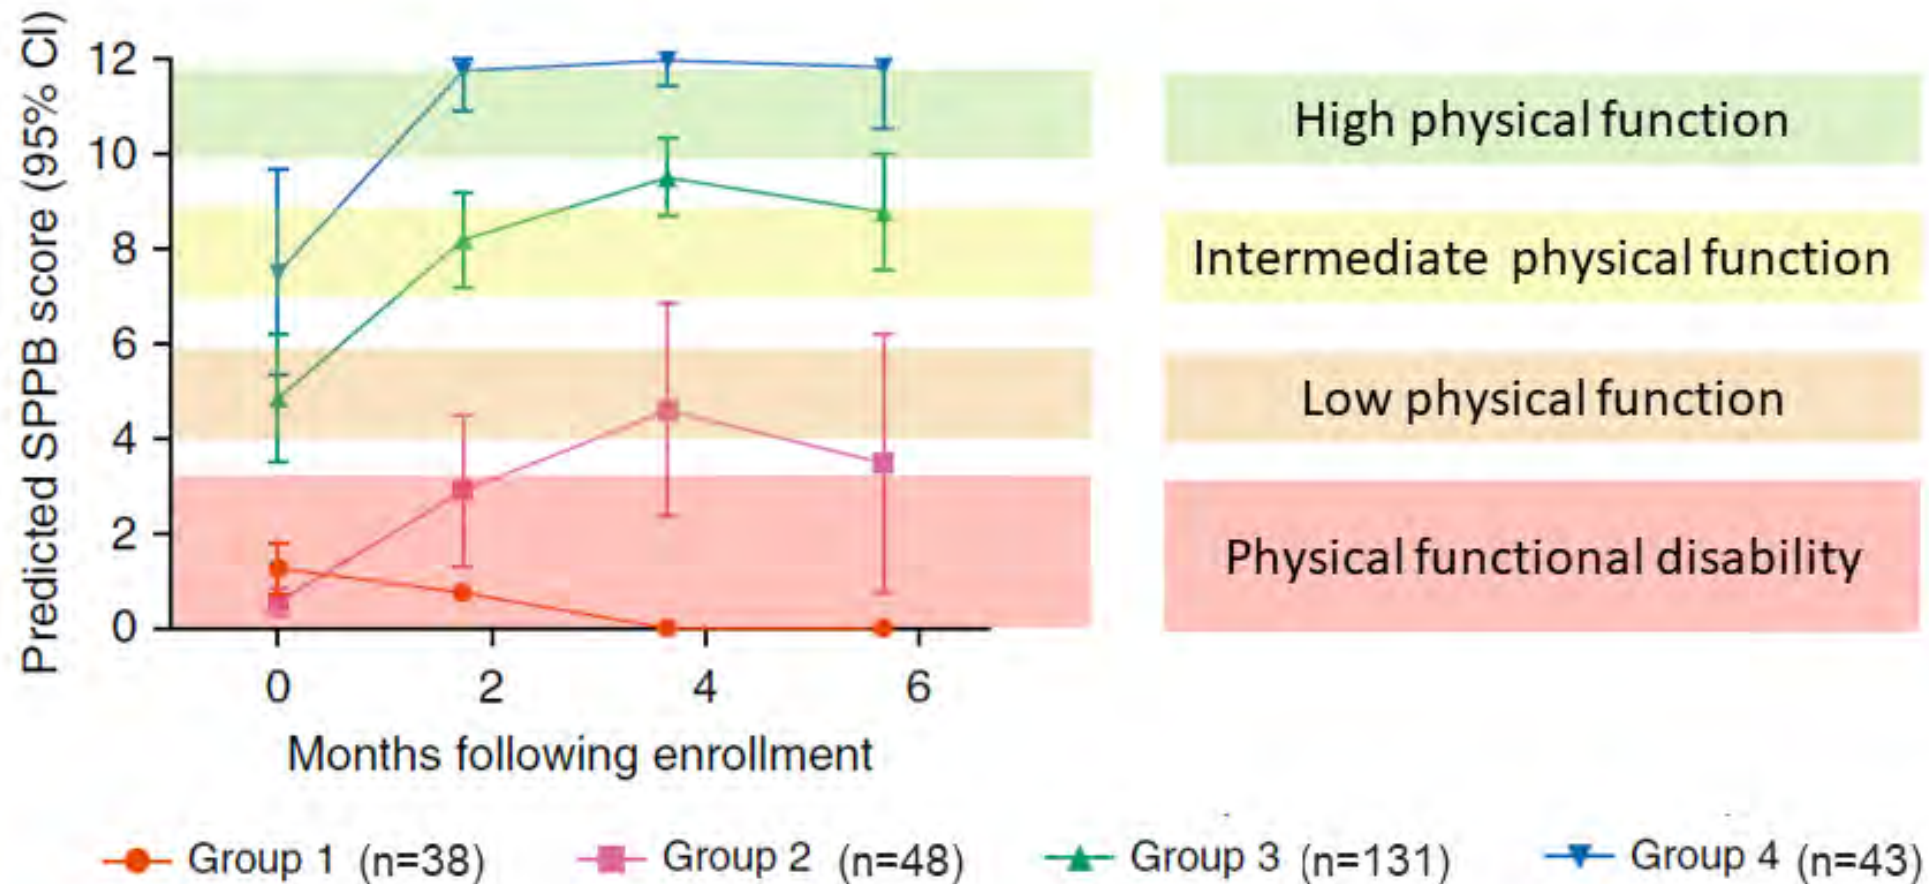 Predicted SPPB score (95% CI)
12
10
8
6
4
2
0
0 2 4 6
Months following enrollment
High physical function
Intermediate physical function
Low physical function
Physical functional disability
Group 1 (n=38) Group 2 (n=48) Group 3 (n=131) Group 4 (n=43)